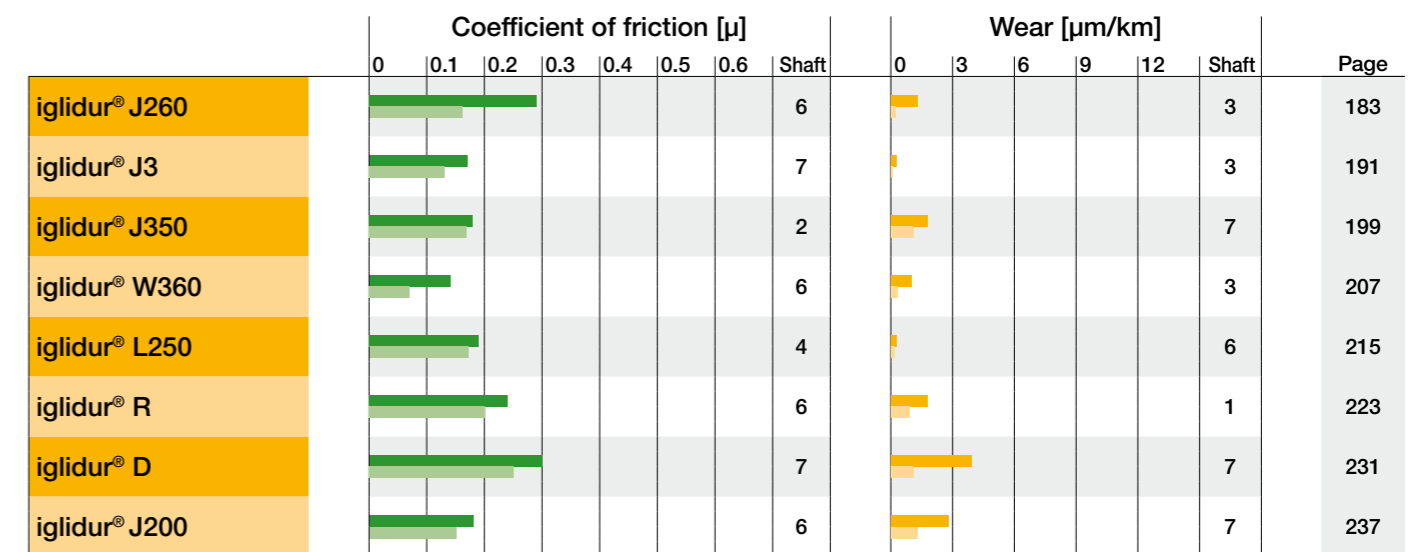 Coefficient of friction [µ] Wear [µm/km]
0 0.1 0.2 0.3 0.4 0.5 0.6 Shaft 0 3 6 9 12 Shaft Page
iglidur® J260 6 3 183
iglidur® J3 7 3 191
iglidur® J350 2 7 199
iglidur® W360 6 3 207
iglidur® L250 4 6 215
iglidur® R 6 1 223
iglidur® D 7 7 231
iglidur® J200 6 7 237